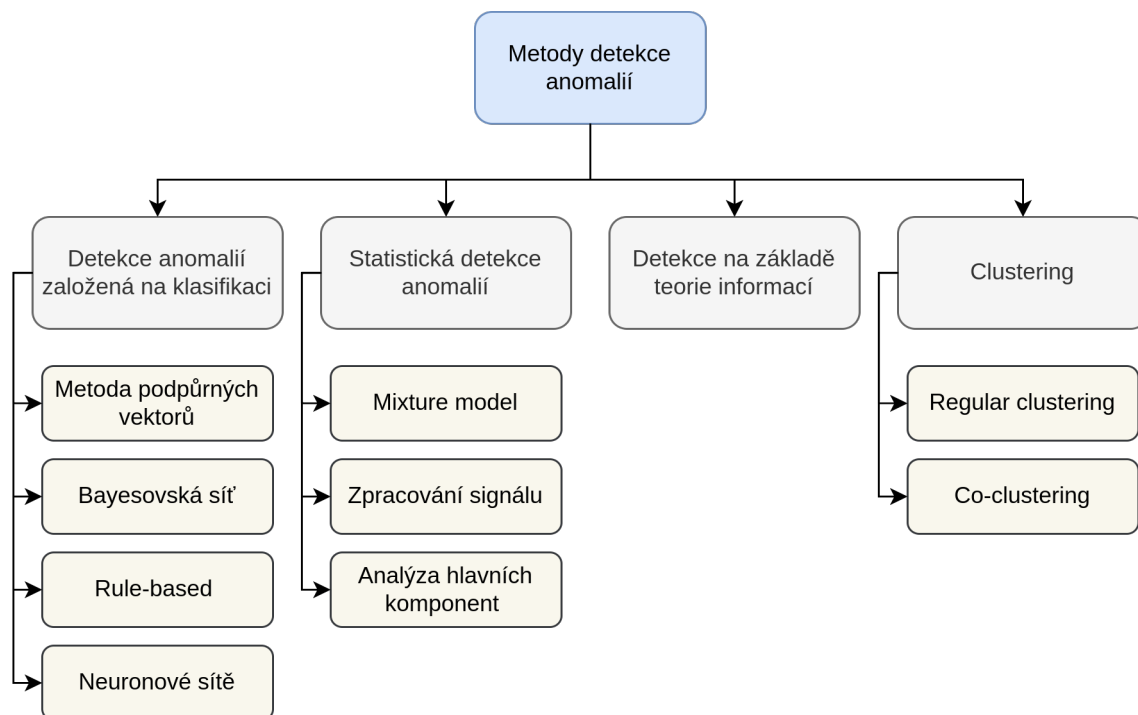 Metody detekce
anomalií
Detekce anomalií
založená na klasifikaci
Statistická detekce
anomalií
Detekce na základě
teorie informací
Clustering
Metoda podpůrných
vektorů
Bayesovská síť
Rule-based
Neuronové sítě
Mixture model
Zpracování signálu
Analýza hlavních
komponent
Regular clustering
Co-clustering